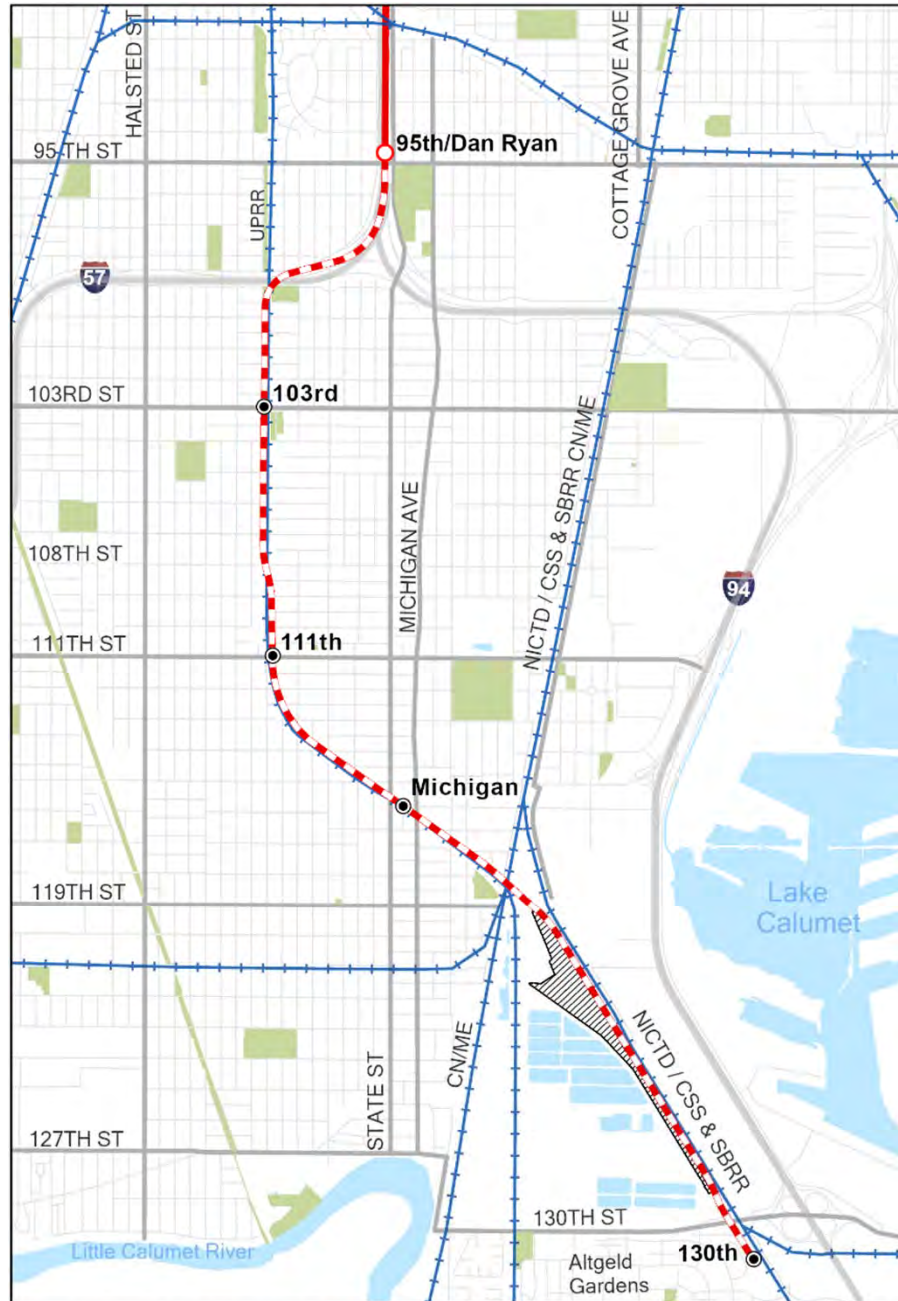 HALSTED ST
COTTAGE GROVE AVE
95th/Dan Ryan
95 TH ST
UPRR
57
103RD ST
103rd
NICTD / CSS & SBRR CN/ME
MICHIGAN AVE
108TH ST
94
111TH ST
111th
Michigan
119TH ST
Lake
Calumet
NICTD / CSS & SBRR
CN/ME
STATE ST
127TH ST
130TH ST
Little Calumet River
130th
Altgeld
Gardens